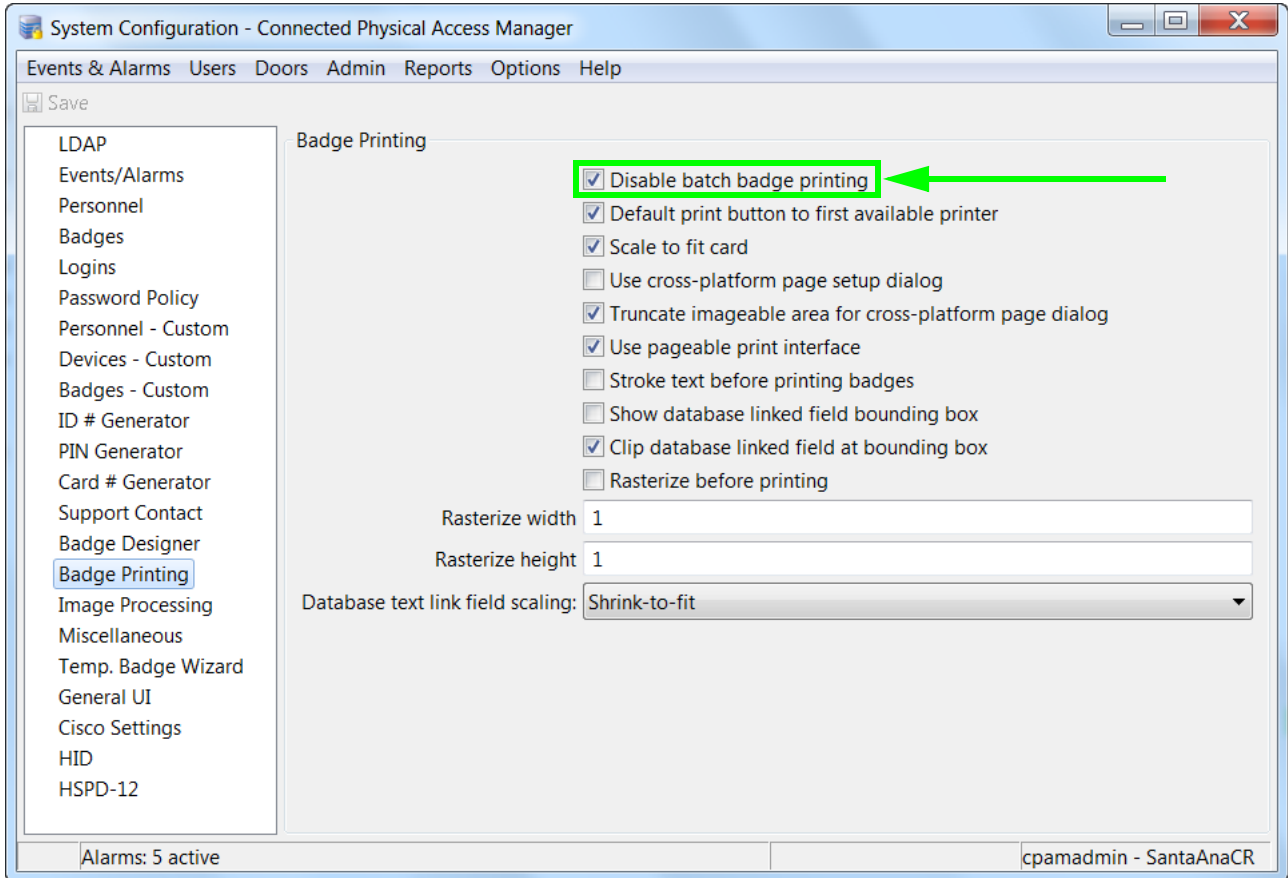 System Configuration - Connected Physical Access Manager
Events & Alarms Users Doors Admin Reports Options Help
Save
LDAP
Events/Alarms
Personnel
Badges
Logins
Password Policy
Personnel - Custom
Devices - Custom
Badges - Custom
ID # Generator
PIN Generator
Card # Generator
Support Contact
Badge Designer
Badge Printing
Image Processing
Miscellaneous
Temp. Badge Wizard
General UI
Cisco Settings
HID
HSPD-12
Badge Printing
Disable batch badge printing
Default print button to first available printer
Scale to fit card
Use cross-platform page setup dialog
Truncate imageable area for cross-platform page dialog
Use pageable print interface
Stroke text before printing badges
Show database linked field bounding box
Clip database linked field at bounding box
Rasterize before printing
Rasterize width 1
Rasterize height 1
Database text link field scaling: Shrink-to-fit
Alarms: 5 active
cpamadmin - SantaAnaCR